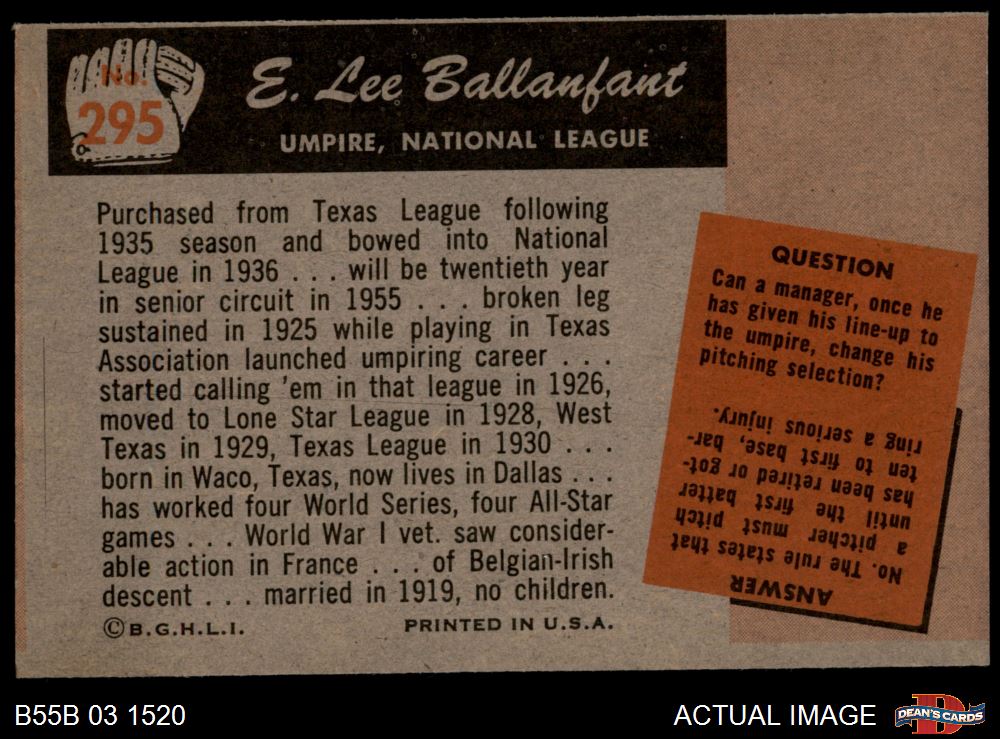 No.
295
E. Lee Ballanfant
UMPIRE, NATIONAL LEAGUE
Purchased from Texas League following
1935 season and bowed into National
League in 1936 . . . will be twentieth year
in senior circuit in 1955 . . . broken leg
sustained in 1925 while playing in Texas
Association launched umpiring career . . .
started calling 'em in that league in 1926,
moved to Lone Star League in 1928, West
Texas in 1929, Texas League in 1930 . . .
born in Waco, Texas, now lives in Dallas . . .
has worked four World Series, four All-Star
games . . . World War I vet. saw consider-
able action in France . . . of Belgian-Irish
descent . . . married in 1919, no children.
©B.G.H.L.I.
PRINTED IN U.S.A.
QUESTION
Can a manager, once he
has given his line-up to
the umpire, change his
pitching selection?
ANSWER
No. The rule states that
a pitcher must pitch
until the first batter
has been retired or got-
ten to first base, bar-
ring a serious injury.
B55B 03 1520
ACTUAL IMAGE
D
DEAN'S CARDS